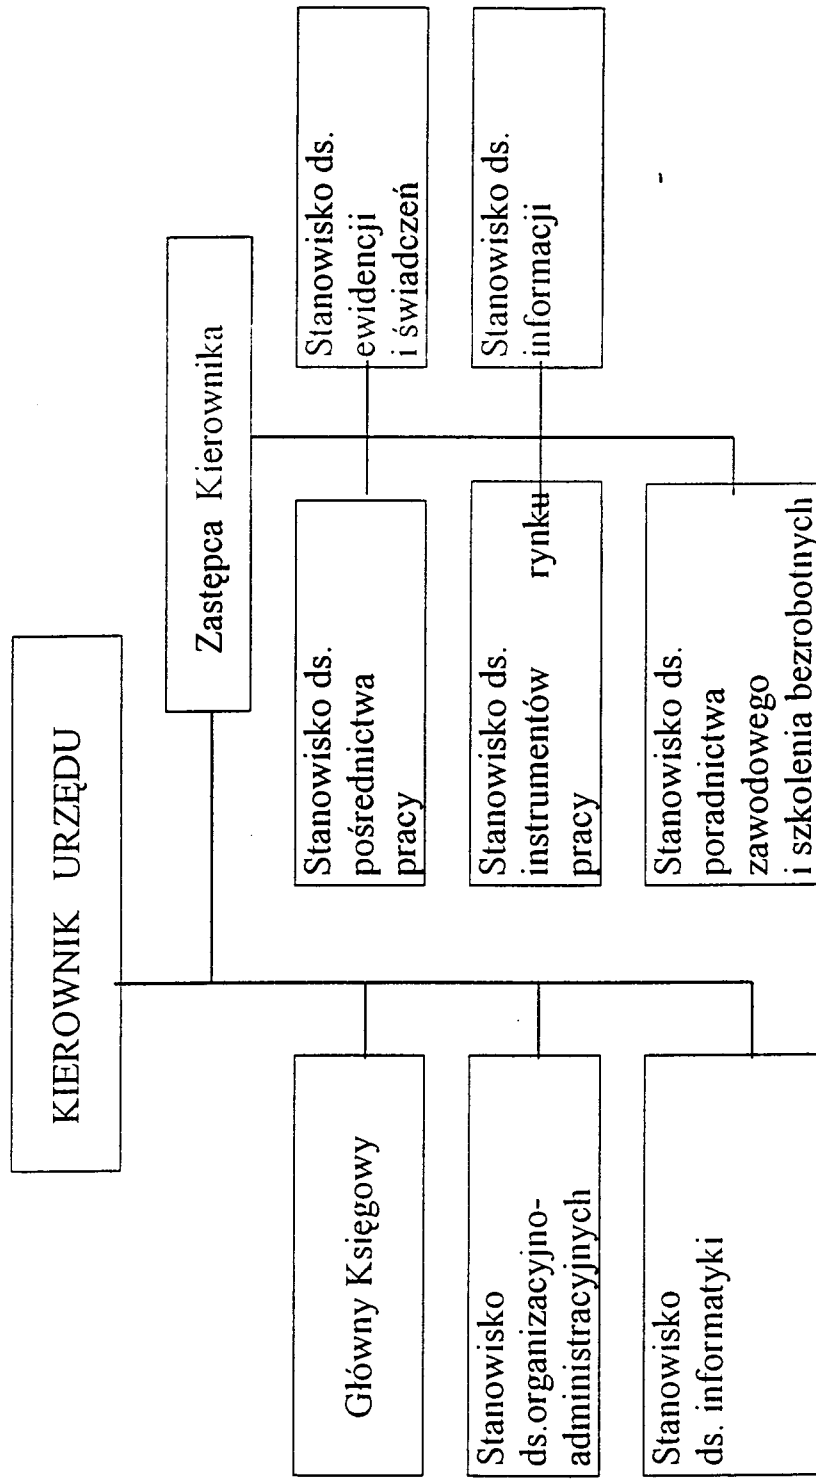 KIEROWNIK URZĘDU
Zastępca Kierownika
Główny Księgowy
Stanowisko
ds.organizacyjno-
administracyjnych
Stanowisko
ds. informatyki
Stanowisko ds.
pośrednictwa
pracy
Stanowisko ds.
instrumentów rynku
pracy
Stanowisko ds.
poradnictwa
zawodowego
i szkolenia bezrobotnych
Stanowisko ds.
ewidencji
i świadczeń
Stanowisko ds.
informacji